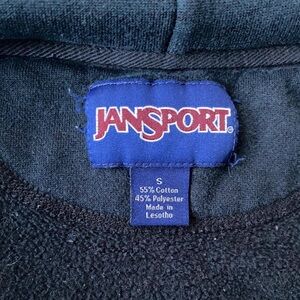 JANSPORT®
S
55% Cotton
45% Polyester
Made in
Lesotho